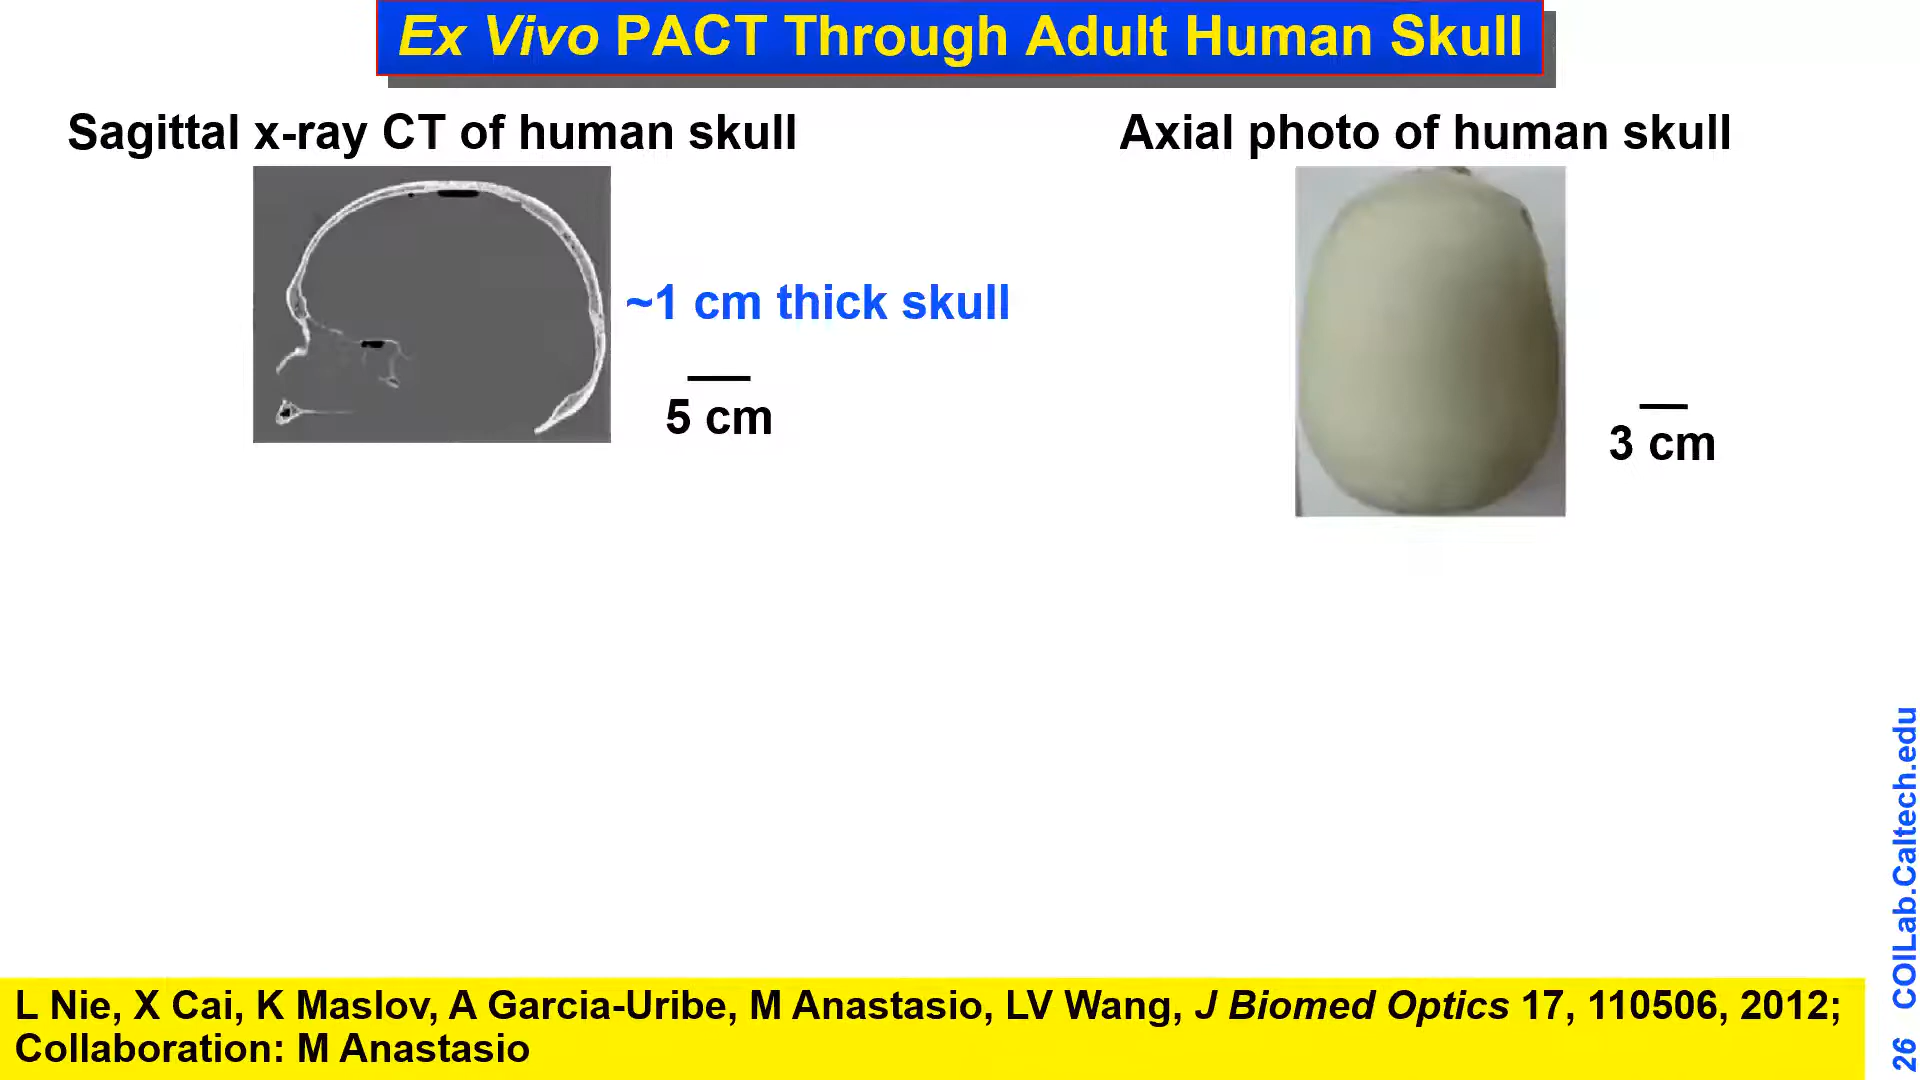 Ex Vivo PACT Through Adult Human Skull
Sagittal x-ray CT of human skull
Axial photo of human skull
~1 cm thick skull
5 cm
3 cm
L Nie, X Cai, K Maslov, A Garcia-Uribe, M Anastasio, LV Wang, J Biomed Optics 17, 110506, 2012;
Collaboration: M Anastasio
26 COILab.Caltech.edu